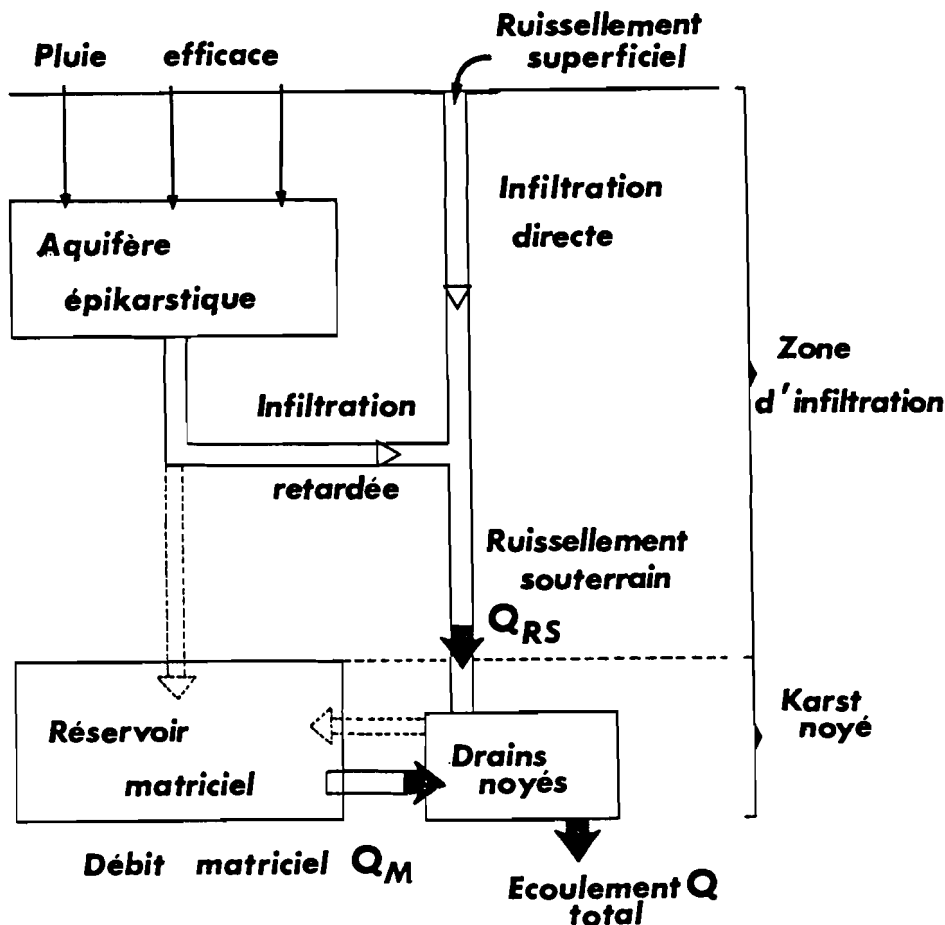 Ruissellement
superficiel
Pluie efficace
Infiltration
directe
Aquifère
épikarstique
Zone
d'infiltration
Infiltration
retardée
Ruissellement
souterrain
QRS
Karst
noyé
Réservoir
matriciel
Drains
noyés
Débit matriciel QM
Ecoulement Q
total